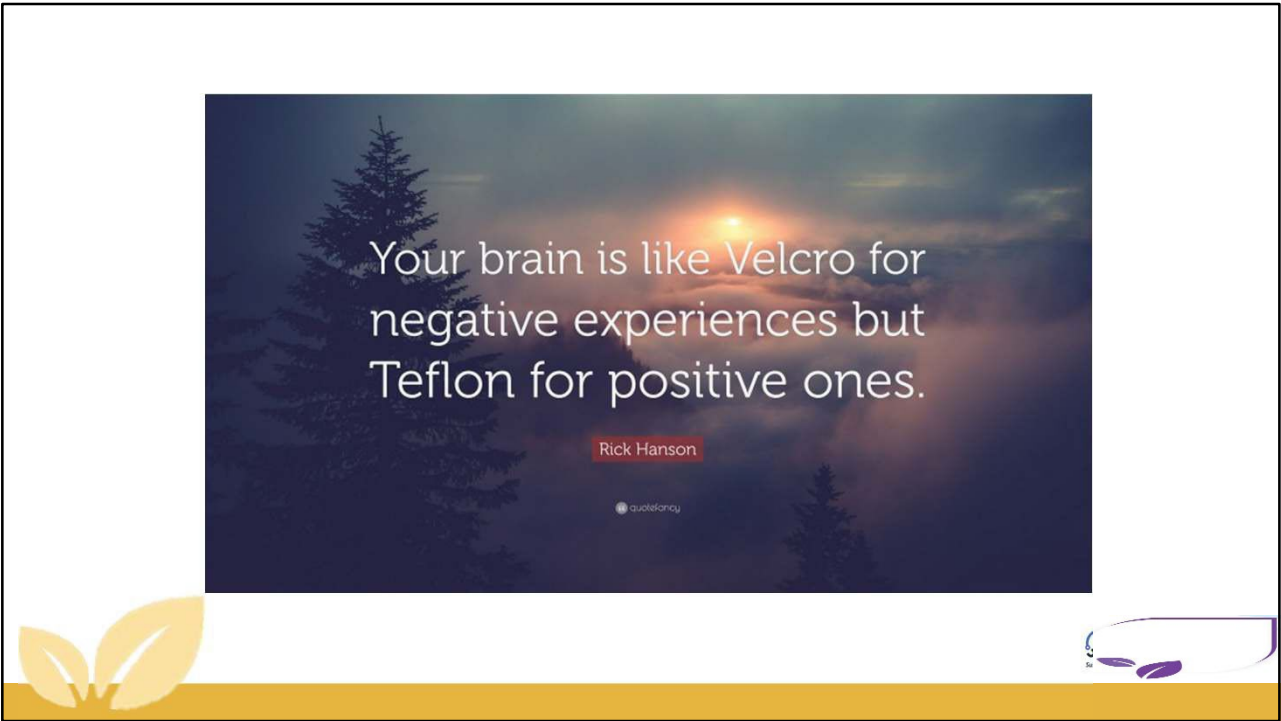 Your brain is like Velcro for
negative experiences but
Teflon for positive ones.
Rick Hanson
quotefancy